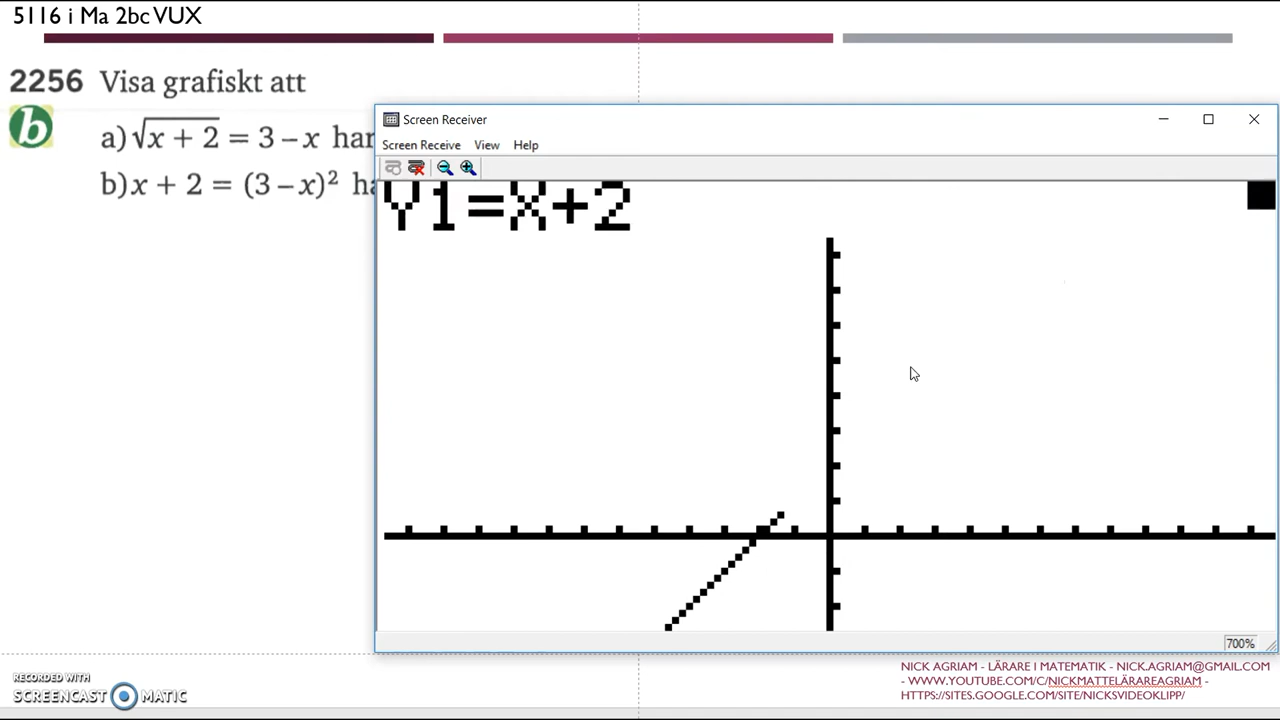 5116 i Ma 2bc VUX
2256 Visa grafiskt att
b
a) √x + 2 = 3 – x har
b) x + 2 = (3 – x)² ha
Screen Receiver
Screen Receive View Help
Y1=X+2
700%
RECORDED WITH
SCREENCAST MATIC
NICK AGRIAM - LÄRARE I MATEMATIK - NICK.AGRIAM@GMAIL.COM
- WWW.YOUTUBE.COM/C/NICKMATTELÄRAREAGRIAM -
HTTPS://SITES.GOOGLE.COM/SITE/NICKSVIDEOKLIPP/